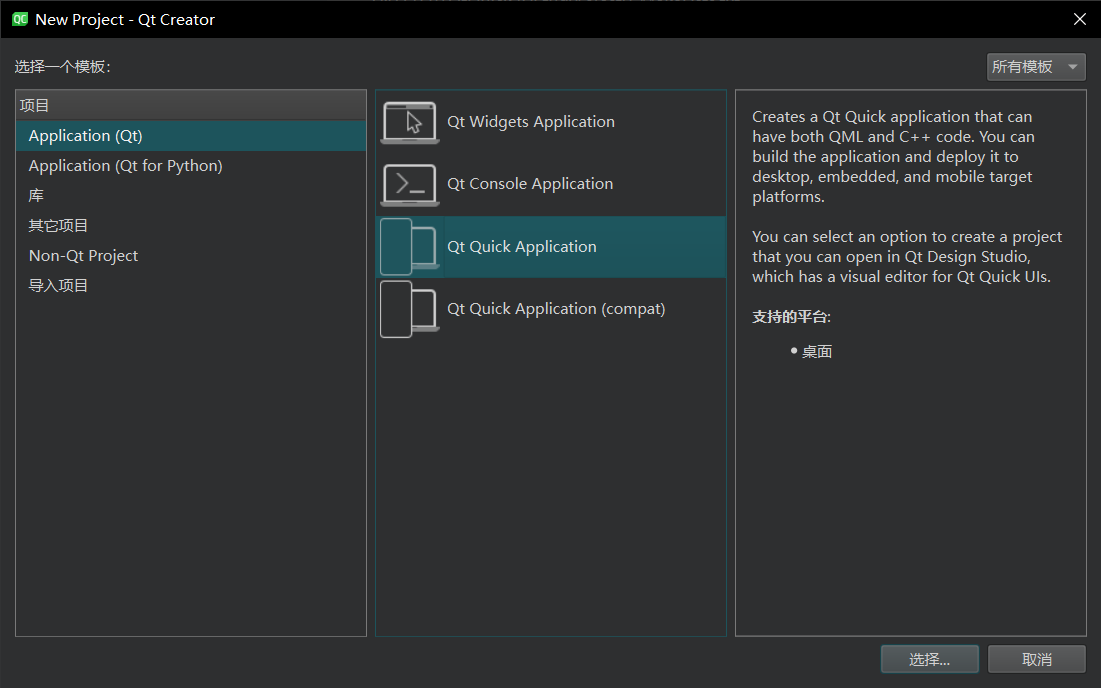 QC New Project - Qt Creator
选择一个模板:
所有模板
项目
Application (Qt)
Application (Qt for Python)
库
其它项目
Non-Qt Project
导入项目
Qt Widgets Application
Qt Console Application
Qt Quick Application
Qt Quick Application (compat)
Creates a Qt Quick application that can
have both QML and C++ code. You can
build the application and deploy it to
desktop, embedded, and mobile target
platforms.
You can select an option to create a project
that you can open in Qt Design Studio,
which has a visual editor for Qt Quick UIs.
支持的平台:
• 桌面
选择...
取消